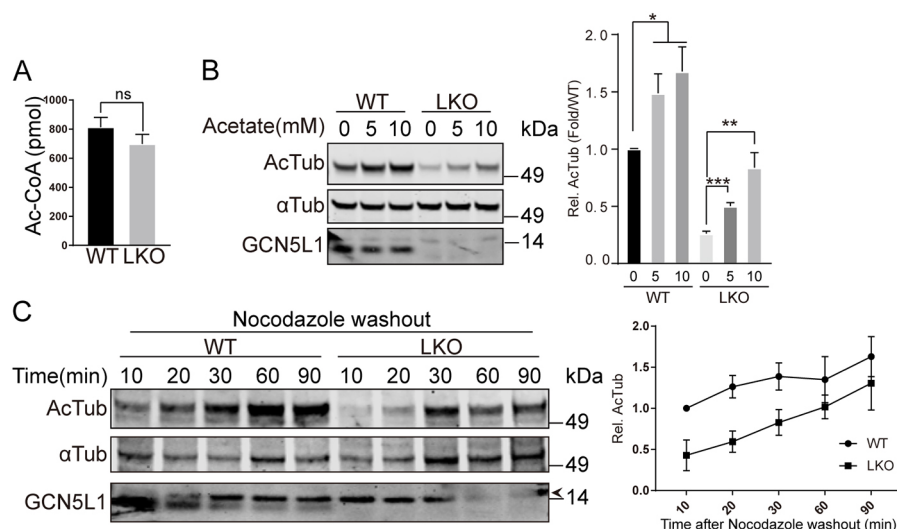 A
1000
800
600
400
200
0
Ac-CoA (pmol)
ns
WT LKO
B
WT LKO
Acetate(mM) 0 5 10 0 5 10 kDa
AcTub
49
αTub
49
GCN5L1
14
Rel. AcTub (Fold/WT)
2.0
1.5
1.0
0.5
0.0
*
**
***
0 5 10 0 5 10
WT LKO
C
Nocodazole washout
WT LKO
Time(min) 10 20 30 60 90 10 20 30 60 90 kDa
AcTub
49
αTub
49
GCN5L1
14
Rel. AcTub
2.0
1.5
1.0
0.5
0.0
WT
LKO
10 20 30 60 90
Time after Nocodazole washout (min)